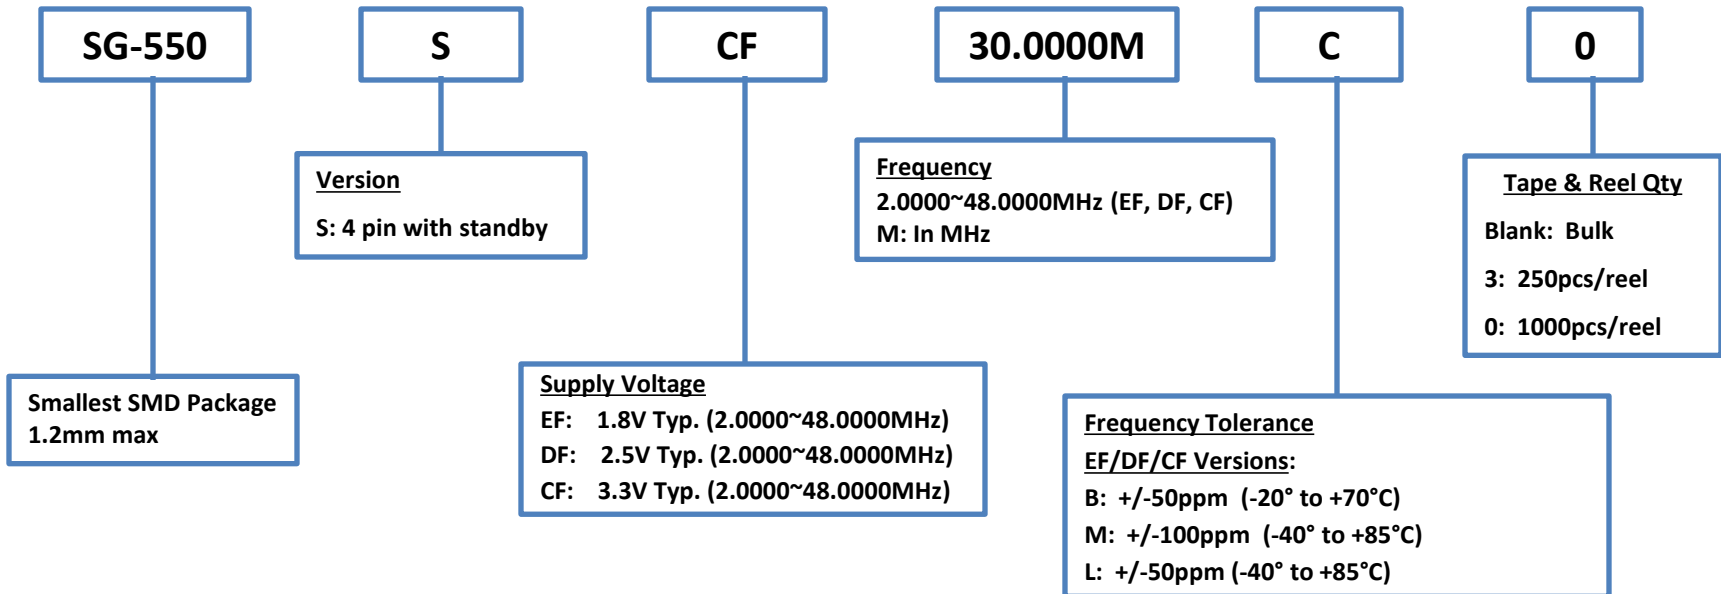 SG-550
S
CF
30.0000M
C
0
Version
S: 4 pin with standby
Frequency
2.0000~48.0000MHz (EF, DF, CF)
M: In MHz
Tape & Reel Qty
Blank: Bulk
3: 250pcs/reel
0: 1000pcs/reel
Smallest SMD Package
1.2mm max
Supply Voltage
EF: 1.8V Typ. (2.0000~48.0000MHz)
DF: 2.5V Typ. (2.0000~48.0000MHz)
CF: 3.3V Typ. (2.0000~48.0000MHz)
Frequency Tolerance
EF/DF/CF Versions:
B: +/-50ppm (-20° to +70°C)
M: +/-100ppm (-40° to +85°C)
L: +/-50ppm (-40° to +85°C)